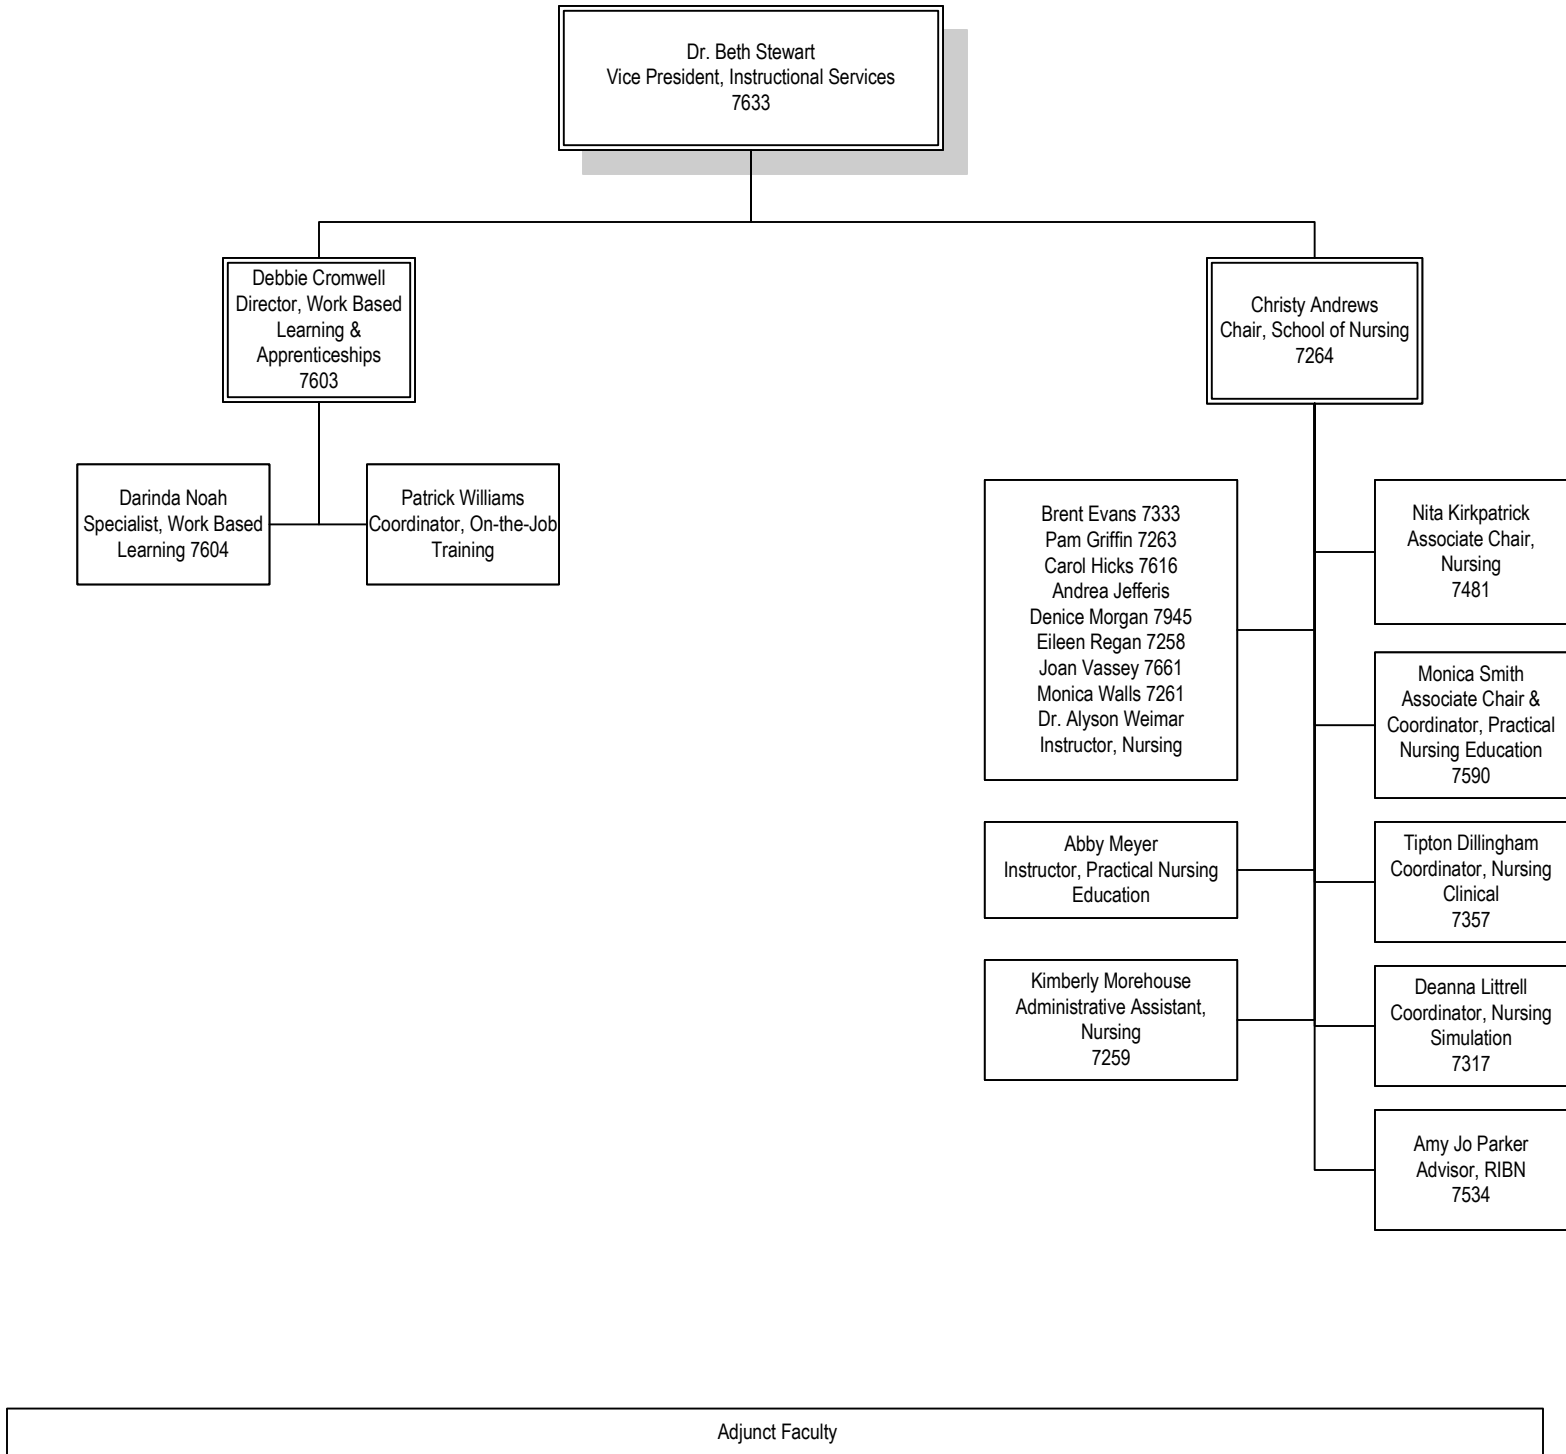 Dr. Beth Stewart
Vice President, Instructional Services
7633
Debbie Cromwell
Director, Work Based
Learning &
Apprenticeships
7603
Christy Andrews
Chair, School of Nursing
7264
Darinda Noah
Specialist, Work Based
Learning 7604
Patrick Williams
Coordinator, On-the-Job
Training
Brent Evans 7333
Pam Griffin 7263
Carol Hicks 7616
Andrea Jefferis
Denice Morgan 7945
Eileen Regan 7258
Joan Vassey 7661
Monica Walls 7261
Dr. Alyson Weimar
Instructor, Nursing
Nita Kirkpatrick
Associate Chair,
Nursing
7481
Monica Smith
Associate Chair &
Coordinator, Practical
Nursing Education
7590
Abby Meyer
Instructor, Practical Nursing
Education
Tipton Dillingham
Coordinator, Nursing
Clinical
7357
Kimberly Morehouse
Administrative Assistant,
Nursing
7259
Deanna Littrell
Coordinator, Nursing
Simulation
7317
Amy Jo Parker
Advisor, RIBN
7534
Adjunct Faculty